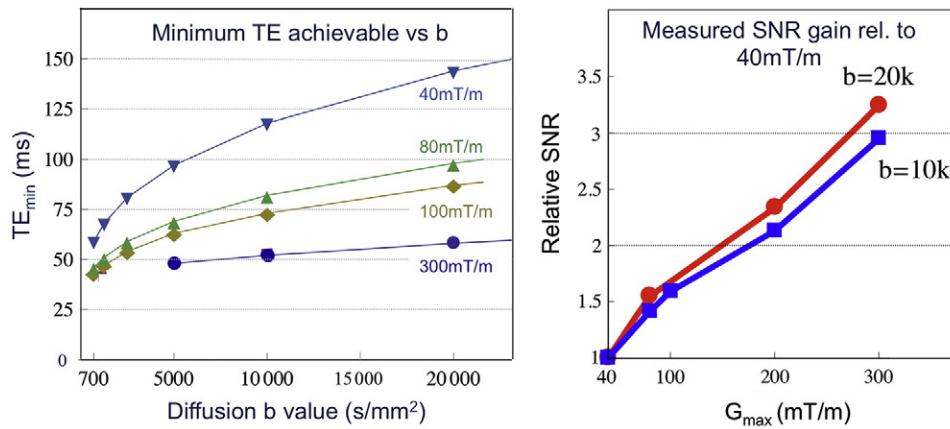 Minimum TE achievable vs b
150
125
100
75
50
25
0
TEmin (ms)
40mT/m
80mT/m
100mT/m
300mT/m
700
5000
10 000
15 000
20 000
Diffusion b value (s/mm²)
Measured SNR gain rel. to
40mT/m
b=20k
b=10k
3.5
3
2.5
2
1.5
1
Relative SNR
40
100
200
300
Gmax (mT/m)